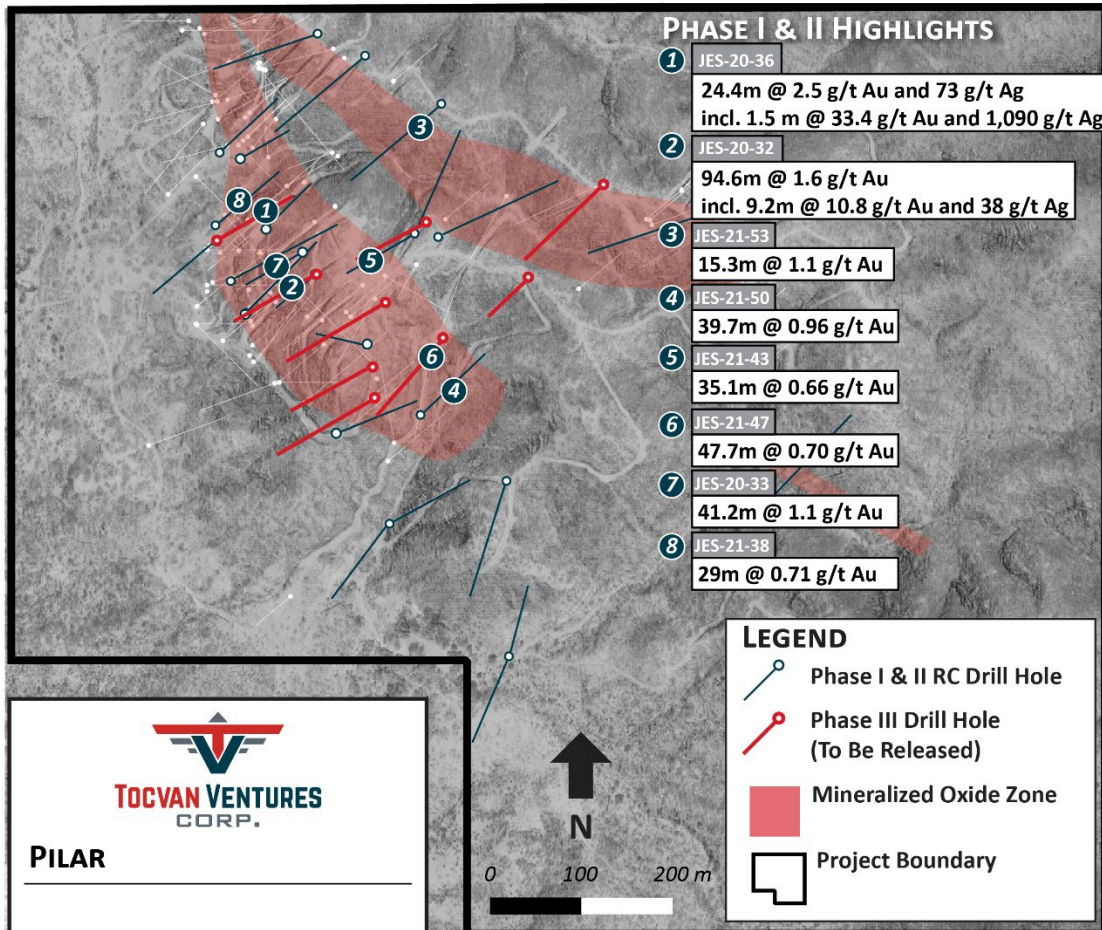 PHASE I & II HIGHLIGHTS
1 JES-20-36
24.4m @ 2.5 g/t Au and 73 g/t Ag
incl. 1.5 m @ 33.4 g/t Au and 1,090 g/t Ag
2 JES-20-32
94.6m @ 1.6 g/t Au
incl. 9.2m @ 10.8 g/t Au and 38 g/t Ag
3 JES-21-53
15.3m @ 1.1 g/t Au
4 JES-21-50
39.7m @ 0.96 g/t Au
5 JES-21-43
35.1m @ 0.66 g/t Au
6 JES-21-47
47.7m @ 0.70 g/t Au
7 JES-20-33
41.2m @ 1.1 g/t Au
8 JES-21-38
29m @ 0.71 g/t Au
3
8
1
5
7
2
6
4
LEGEND
Phase I & II RC Drill Hole
Phase III Drill Hole
(To Be Released)
Mineralized Oxide Zone
Project Boundary
N
0 100 200 m
TOCVAN VENTURES
CORP.
PILAR